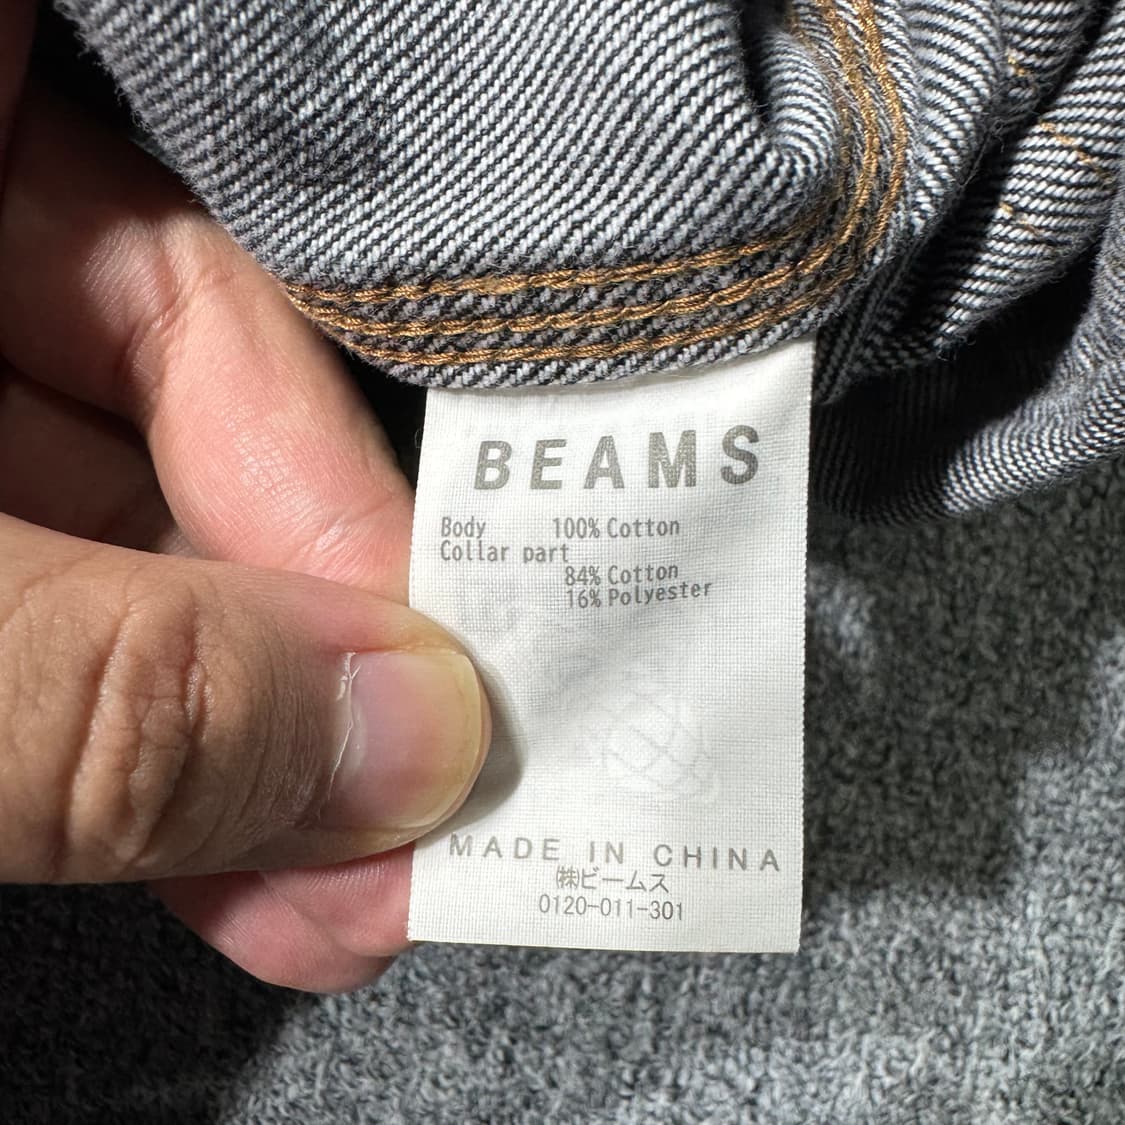 BEAMS
Body 100% Cotton
Collar part
84% Cotton
16% Polyester
MADE IN CHINA
㈱ビームス
0120-011-301